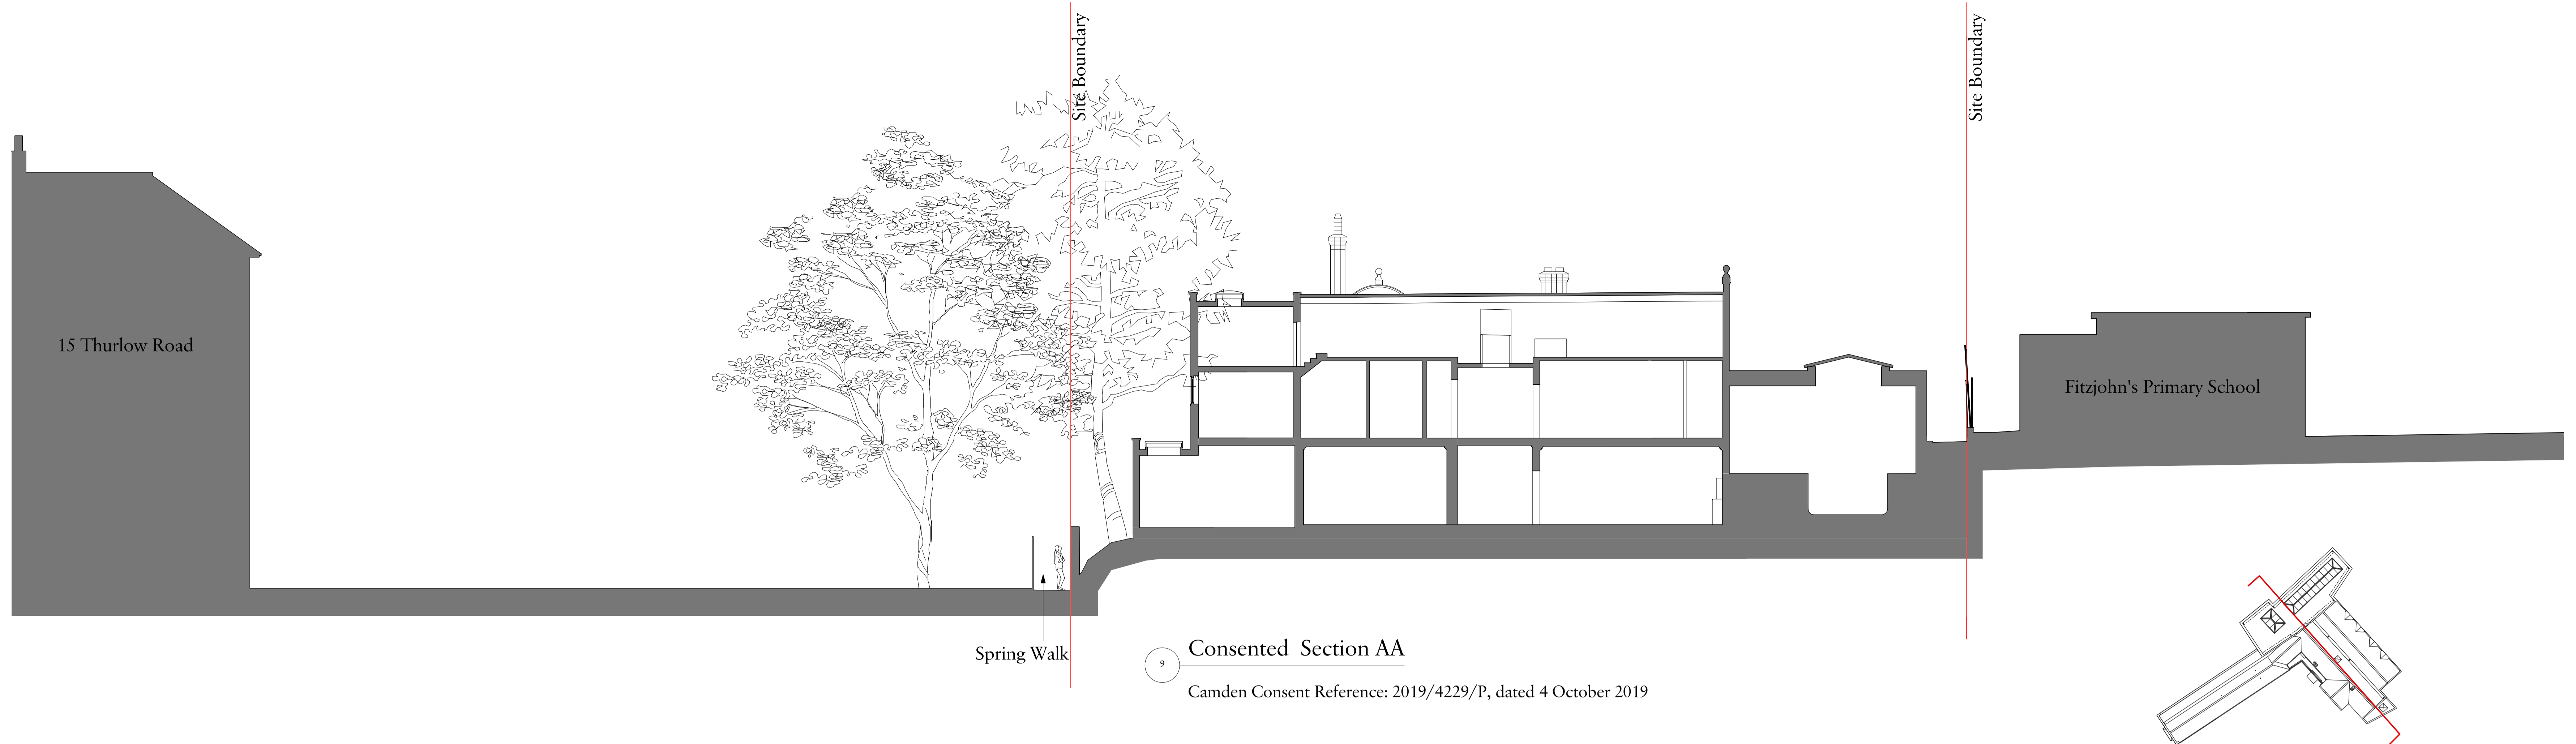 Site Boundary
Site Boundary
15 Thurlow Road
Fitzjohn's Primary School
Spring Walk
9
Consented Section AA
Camden Consent Reference: 2019/4229/P, dated 4 October 2019